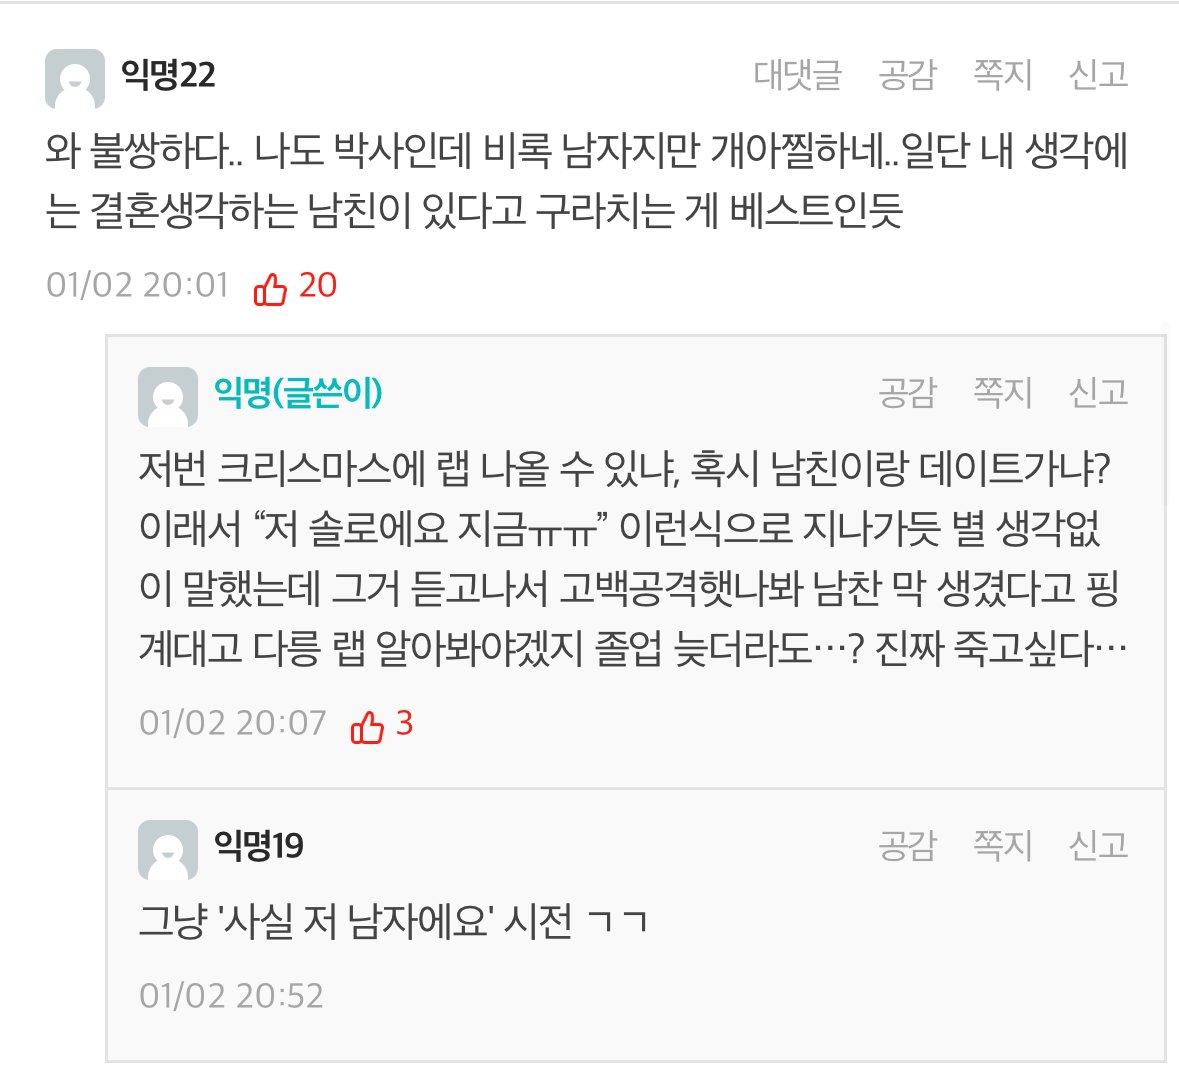 익명22
대댓글 공감 쪽지 신고
와 불쌍하다.. 나도 박사인데 비록 남자지만 개아찔하네..일단 내 생각에
는 결혼생각하는 남친이 있다고 구라치는 게 베스트인듯
01/02 20:01 20
익명(글쓴이)
공감 쪽지 신고
저번 크리스마스에 랩 나올 수 있냐, 혹시 남친이랑 데이트가냐?
이래서 “저 솔로에요 지금ㅠㅠ” 이런식으로 지나가듯 별 생각없
이 말했는데 그거 듣고나서 고백공격햇나봐 남찬 막 생겼다고 핑
계대고 다릉 랩 알아봐야겠지 졸업 늦더라도…? 진짜 죽고싶다…
01/02 20:07 3
익명19
공감 쪽지 신고
그냥 '사실 저 남자에요' 시전 ㄱㄱ
01/02 20:52